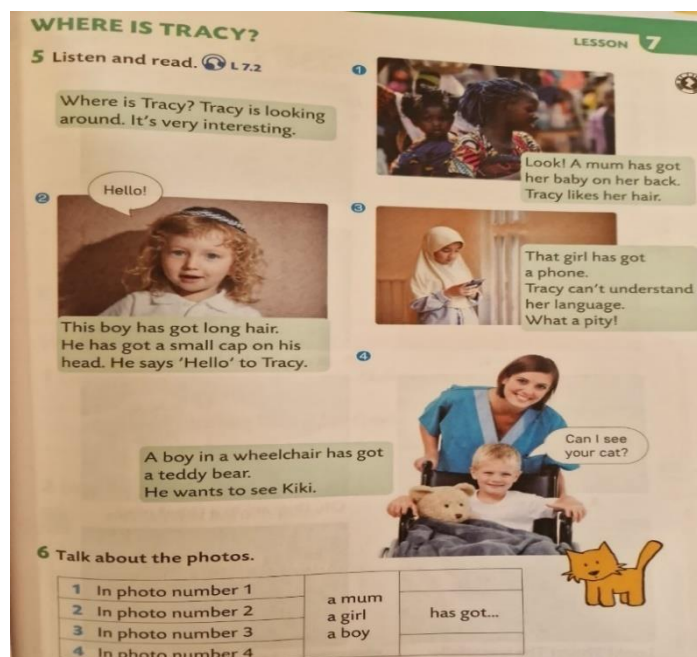 WHERE IS TRACY?
LESSON 7
5 Listen and read. L 7.2
Where is Tracy? Tracy is looking
around. It's very interesting.
1
Look! A mum has got
her baby on her back.
Tracy likes her hair.
2
Hello!
This boy has got long hair.
He has got a small cap on his
head. He says ‘Hello’ to Tracy.
3
That girl has got
a phone.
Tracy can't understand
her language.
What a pity!
4
A boy in a wheelchair has got
a teddy bear.
He wants to see Kiki.
Can I see
your cat?
6 Talk about the photos.
1 In photo number 1
2 In photo number 2
3 In photo number 3
4 In photo number 4
a mum
a girl
a boy
has got...